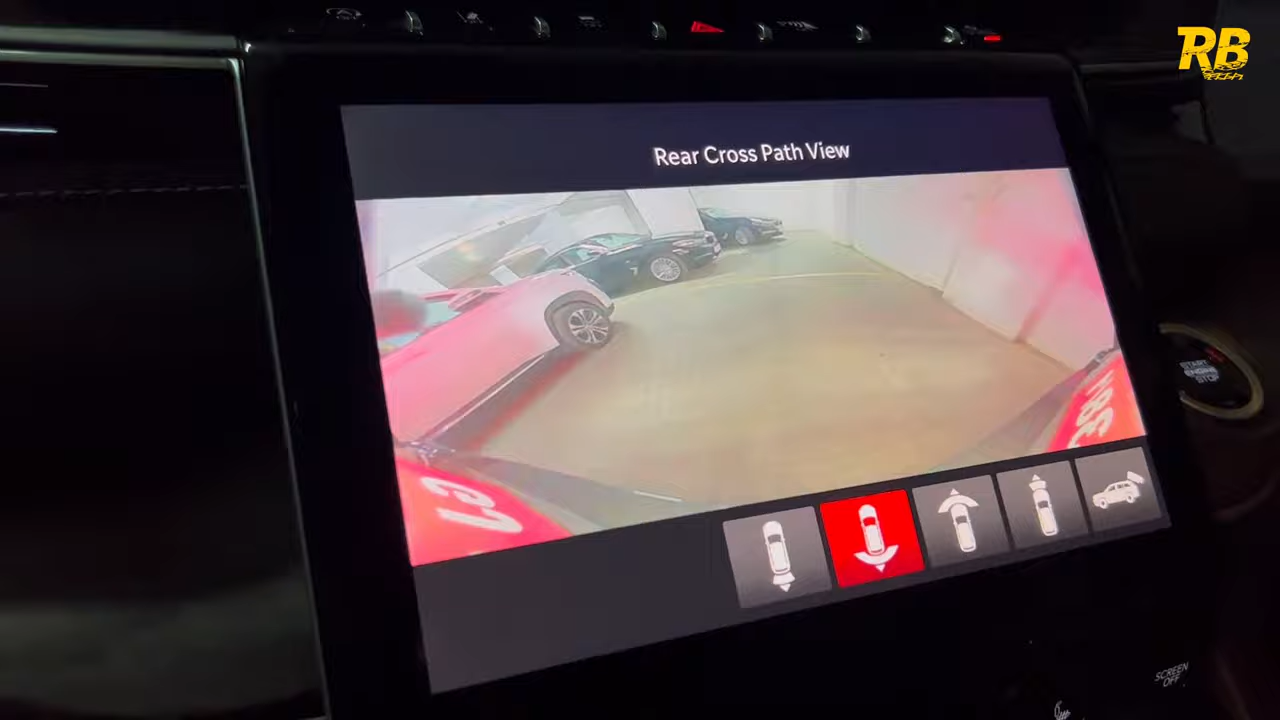 RB
Rear Cross Path View
START
ENGINE
STOP
SCREEN
OFF